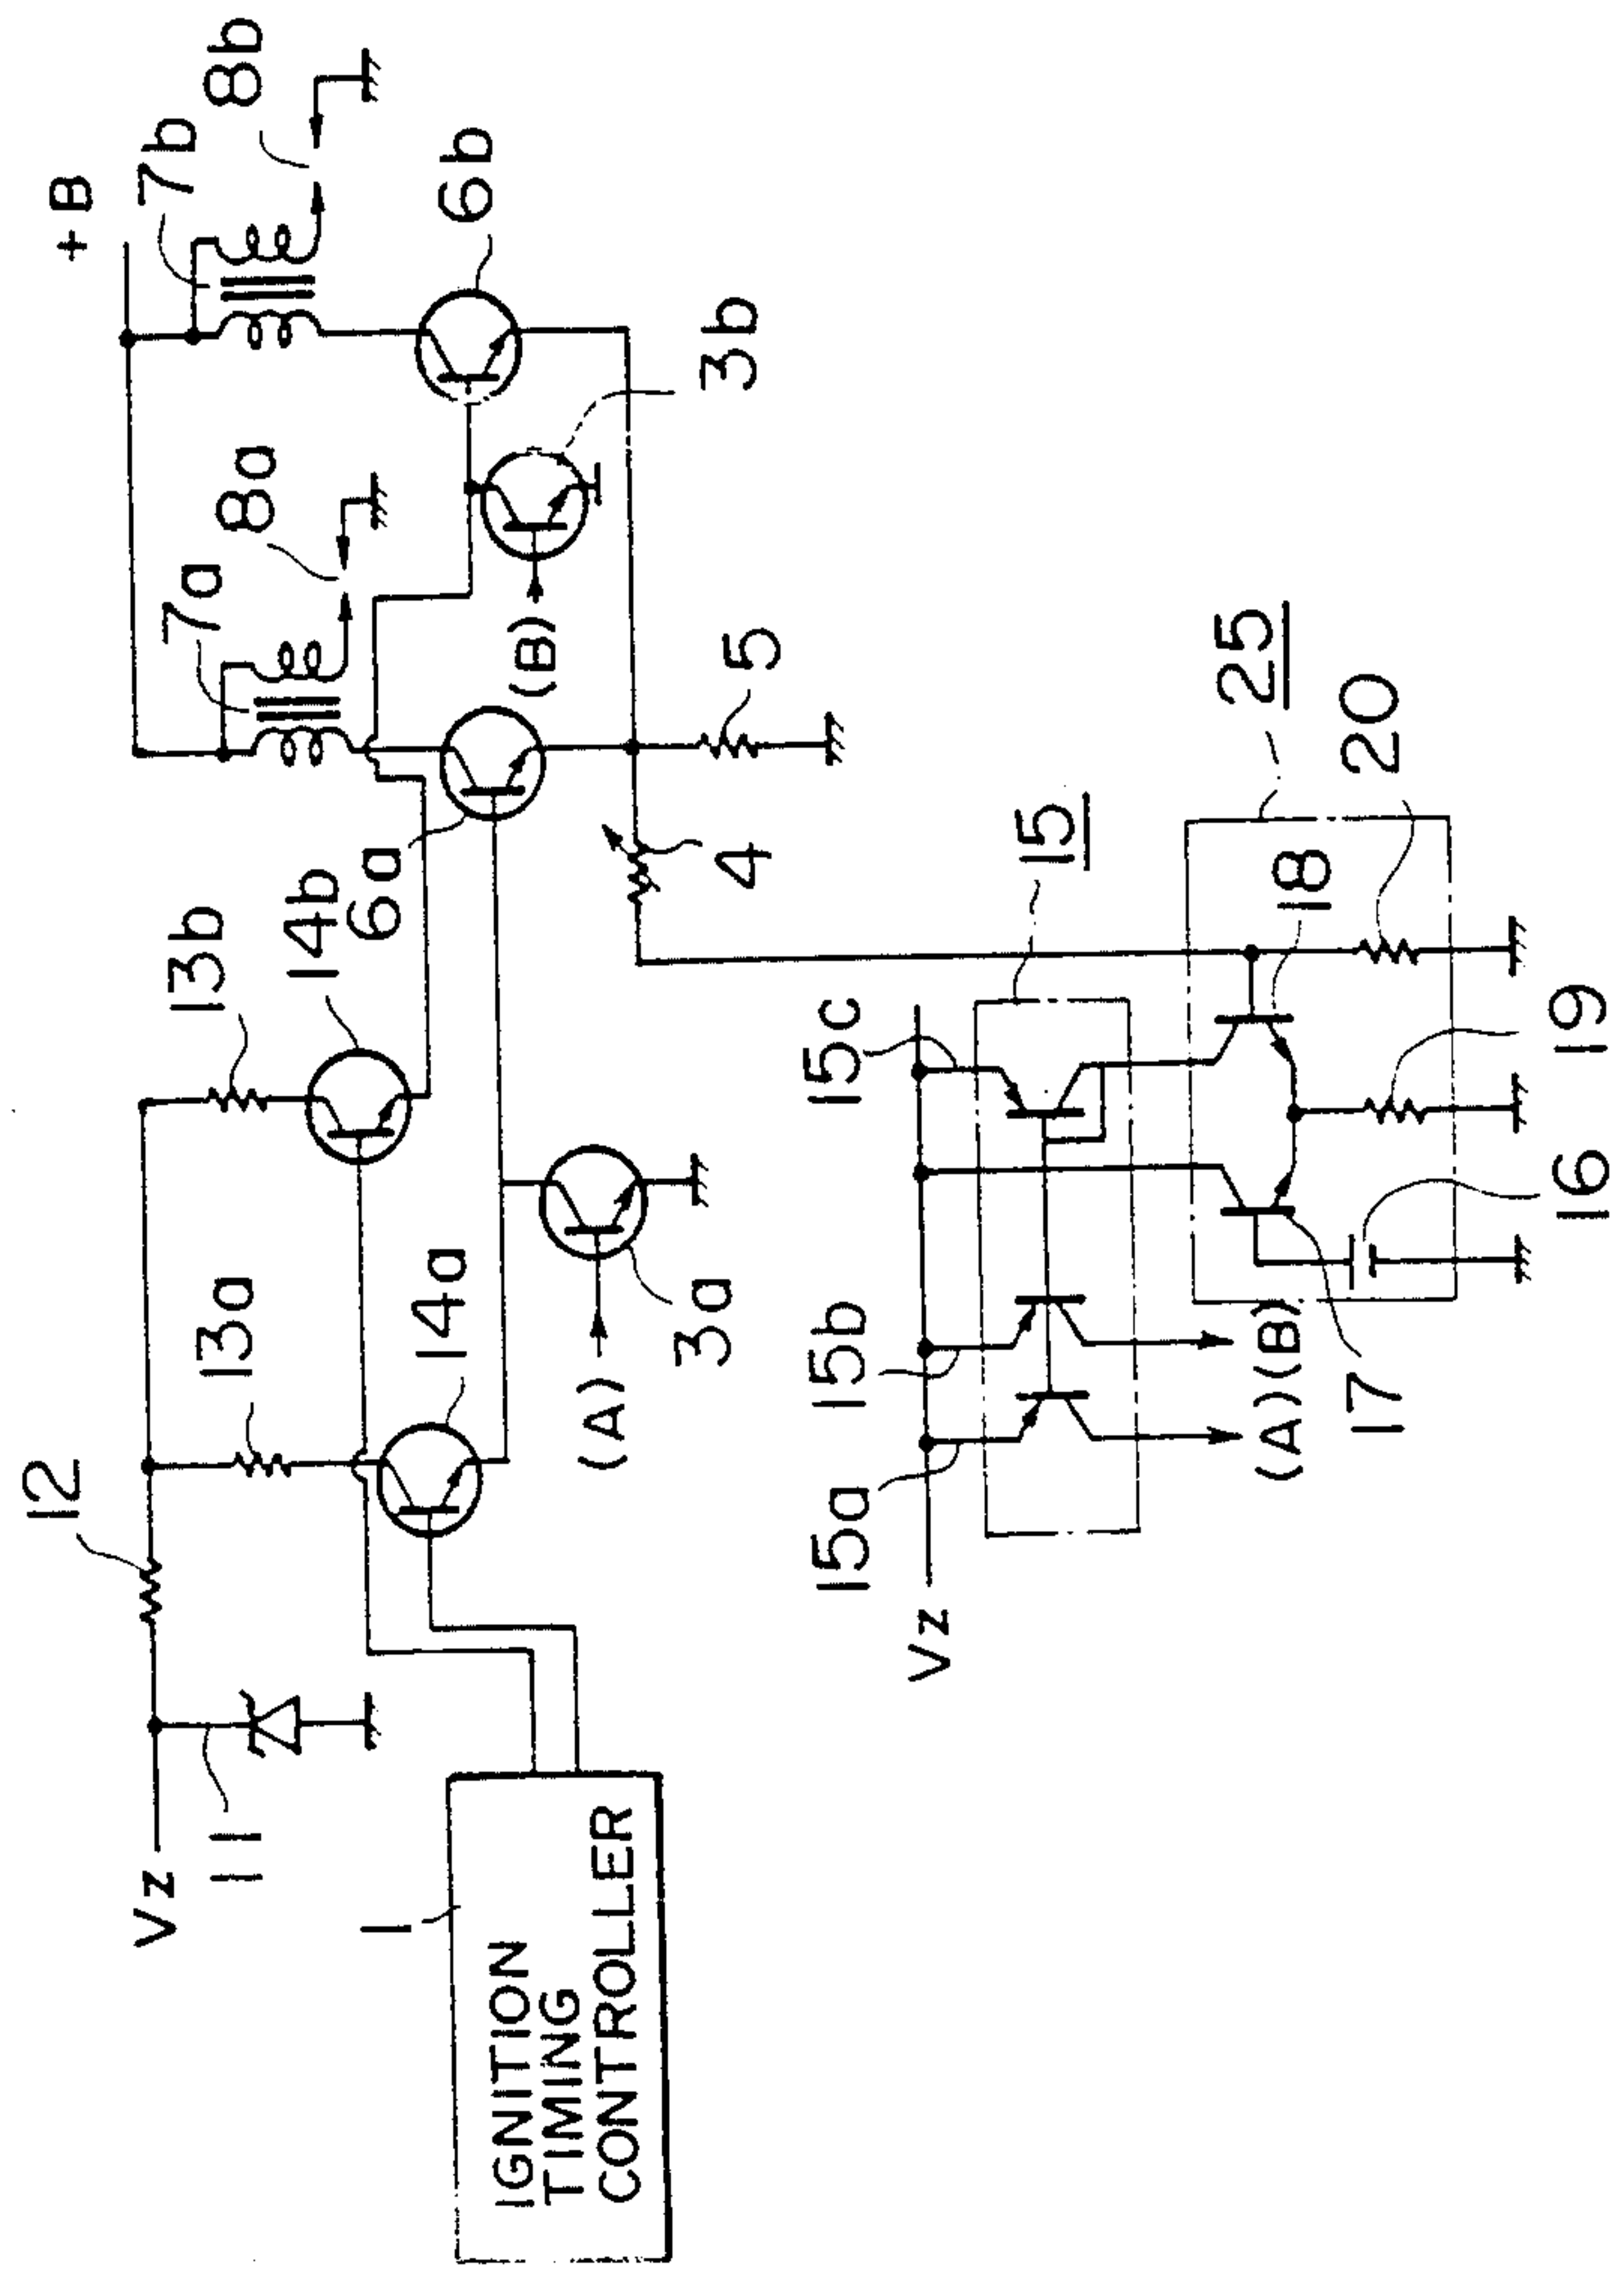 +B
7b
8b
7a
8a
6b
3b
(B)
12
13b
14b
6a
13a
14a
5
4
Vz
11
(A)
3a
1
IGNITION
TIMING
CONTROLLER
15c
15
25
20
18
15b
15a
Vz
(A)(B)
17
16
19